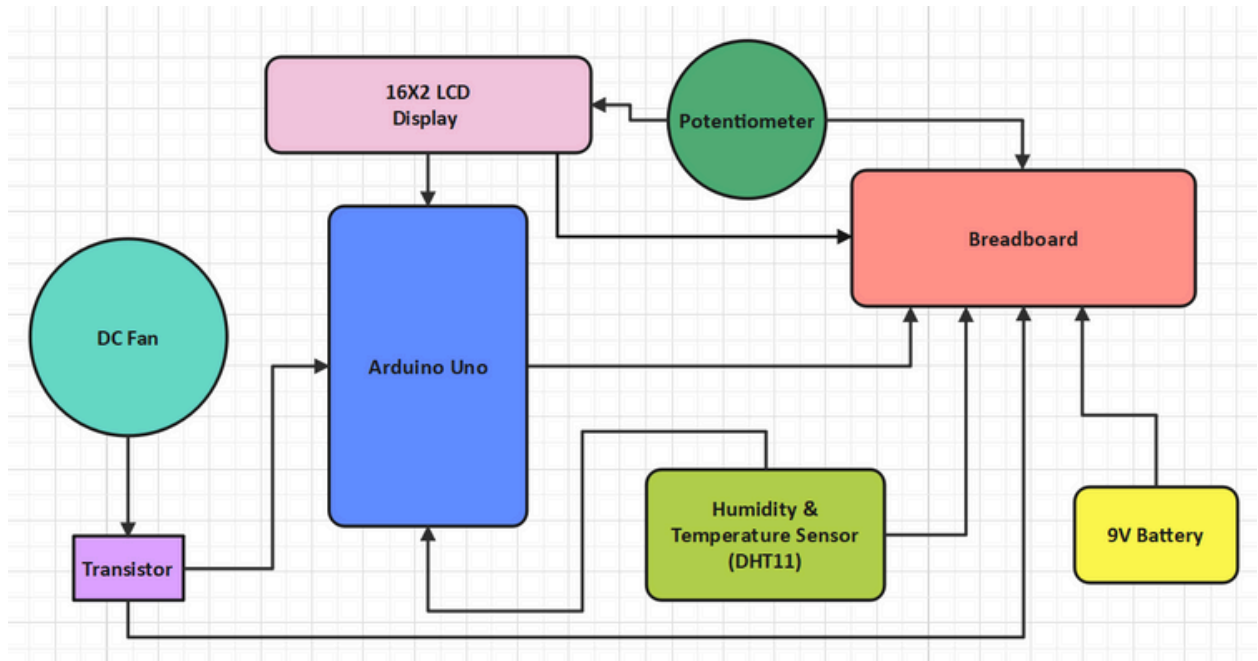 16X2 LCD
Display
Potentiometer
Breadboard
DC Fan
Arduino Uno
Humidity &
Temperature Sensor
(DHT11)
9V Battery
Transistor